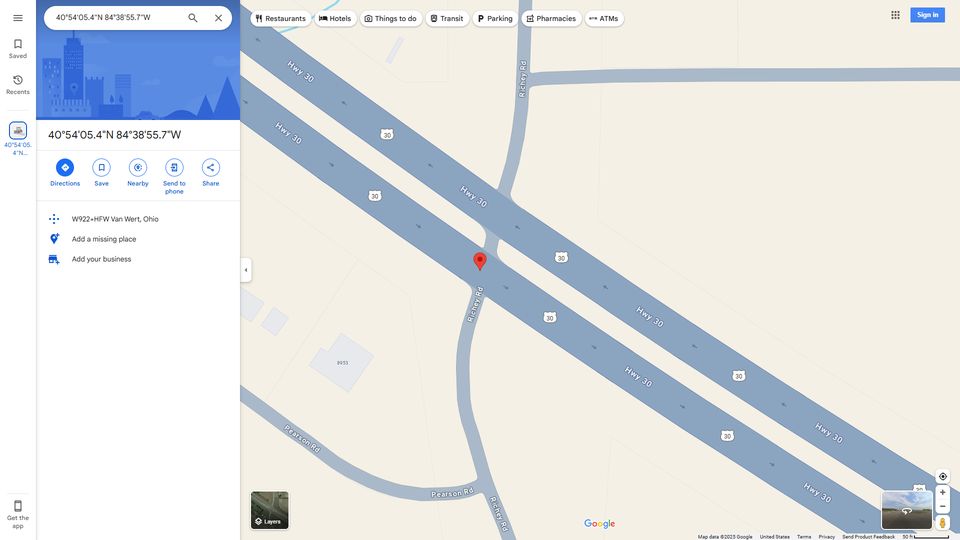 40°54'05.4"N 84°38'55.7"W
Restaurants
Hotels
Things to do
Transit
Parking
Pharmacies
ATMs
Sign in
Saved
Recents
40°54'05.
4"N...
40°54'05.4"N 84°38'55.7"W
Directions
Save
Nearby
Send to
phone
Share
W922+HFW Van Wert, Ohio
Add a missing place
Add your business
Get the
app
Hwy 30
Richey Rd
30
Hwy 30
30
Hwy 30
30
Richey Rd
30
Hwy 30
8953
Hwy 30
30
Pearson Rd
30
Hwy 30
Pearson Rd
Hwy 30
Richey Rd
30
Layers
Google
Map data ©2025 Google
United States
Terms
Privacy
Send Product Feedback
50 ft